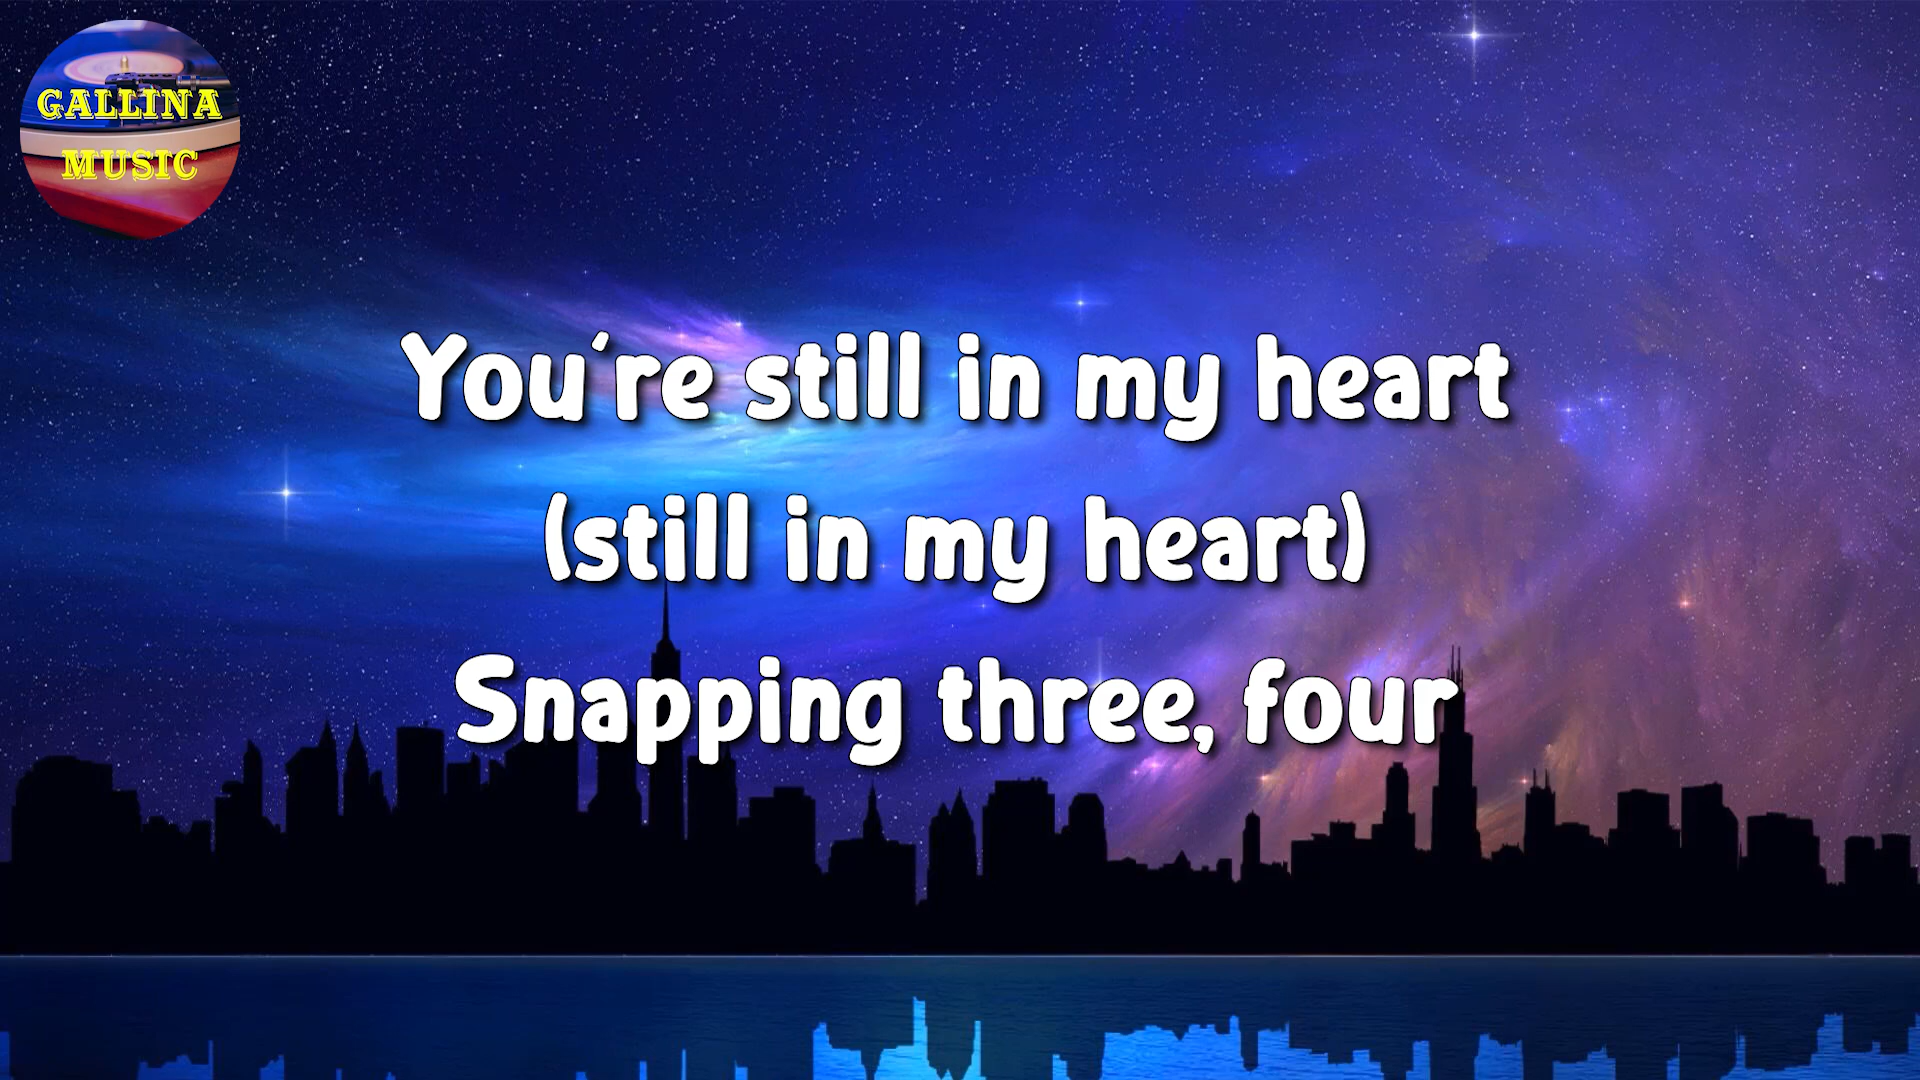 GALLINA
MUSIC
You're still in my heart
(still in my heart)
Snapping three, four